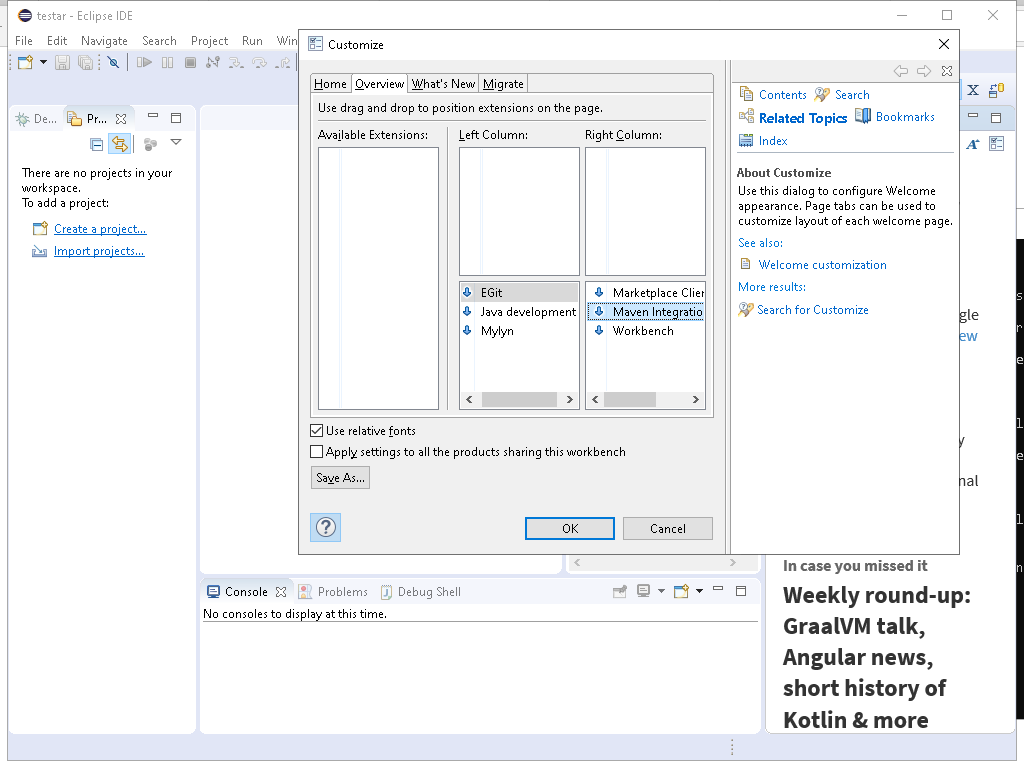 testar - Eclipse IDE
File Edit Navigate Search Project Run Win
Customize
Home Overview What's New Migrate
Use drag and drop to position extensions on the page.
Available Extensions:
Left Column:
Right Column:
EGit
Java development
Mylyn
Marketplace Clier
Maven Integratio
Workbench
Use relative fonts
Apply settings to all the products sharing this workbench
Save As...
?
OK
Cancel
Contents
Search
Related Topics
Bookmarks
Index
About Customize
Use this dialog to configure Welcome
appearance. Page tabs can be used to
customize layout of each welcome page.
See also:
Welcome customization
More results:
Search for Customize
De...
Pr...
There are no projects in your
workspace.
To add a project:
Create a project...
Import projects...
Console
Problems
Debug Shell
No consoles to display at this time.
gle
ew
y
nal
In case you missed it
Weekly round-up:
GraalVM talk,
Angular news,
short history of
Kotlin & more